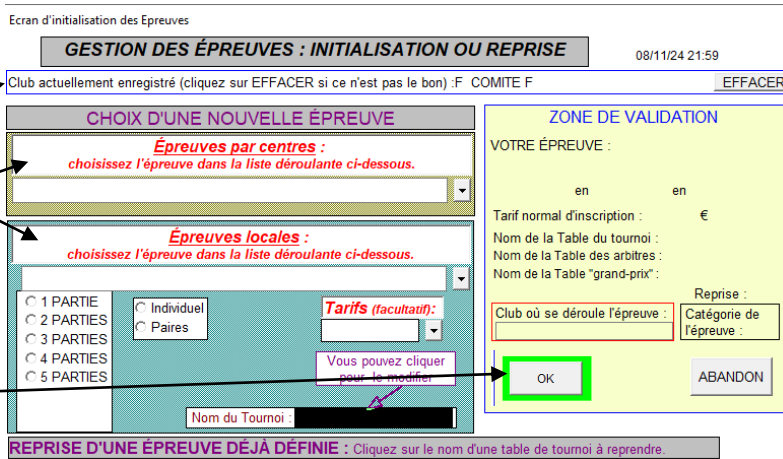 Ecran d'initialisation des Epreuves
GESTION DES ÉPREUVES : INITIALISATION OU REPRISE
08/11/24 21:59
Club actuellement enregistré (cliquez sur EFFACER si ce n'est pas le bon) :F COMITE F
EFFACER
CHOIX D'UNE NOUVELLE ÉPREUVE
Épreuves par centres :
choisissez l'épreuve dans la liste déroulante ci-dessous.
Épreuves locales :
choisissez l'épreuve dans la liste déroulante ci-dessous.
1 PARTIE
2 PARTIES
3 PARTIES
4 PARTIES
5 PARTIES
Individuel
Paires
Tarifs (facultatif):
Vous pouvez cliquer
pour le modifier
Nom du Tournoi :
ZONE DE VALIDATION
VOTRE ÉPREUVE :
en en
Tarif normal d'inscription : €
Nom de la Table du tournoi :
Nom de la Table des arbitres :
Nom de la Table "grand-prix" :
Reprise :
Club où se déroule l'épreuve :
Catégorie de
l'épreuve :
OK
ABANDON
REPRISE D'UNE ÉPREUVE DÉJÀ DÉFINIE : Cliquez sur le nom d'une table de tournoi à reprendre.